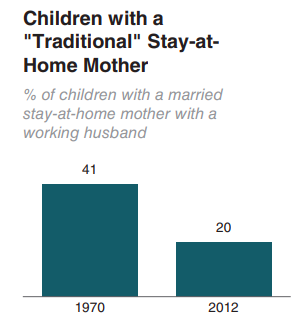 Children with a
"Traditional" Stay-at-
Home Mother
% of children with a married
stay-at-home mother with a
working husband
41
20
1970
2012